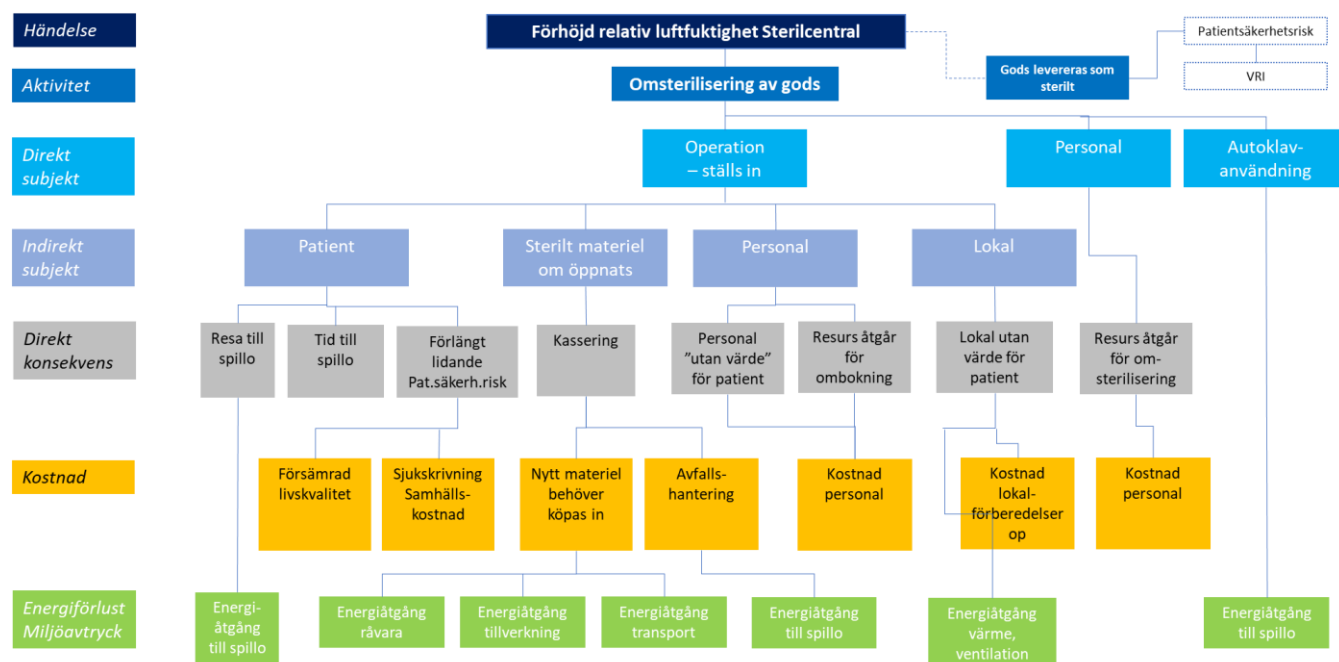 Händelse
Förhöjd relativ luftfuktighet Sterilcentral
Patientsäkerhetsrisk
Gods levereras som
sterilt
VRI
Aktivitet
Omsterilisering av gods
Direkt
subjekt
Operation
– ställs in
Personal
Autoklav-
användning
Indirekt
subjekt
Patient
Sterilt materiel
om öppnats
Personal
Lokal
Direkt
konsekvens
Resa till
spillo
Tid till
spillo
Förlängt
lidande
Pat.säkerh.risk
Kassering
Personal
”utan värde”
för patient
Resurs åtgår
för
ombokning
Lokal utan
värde för
patient
Resurs åtgår
för om-
sterilisering
Kostnad
Försämrad
livskvalitet
Sjukskrivning
Samhälls-
kostnad
Nytt materiel
behöver
köpas in
Avfalls-
hantering
Kostnad
personal
Kostnad
lokal-
förberedelser
op
Kostnad
personal
Energiförlust
Miljöavtryck
Energi-
åtgång
till spillo
Energiåtgång
råvara
Energiåtgång
tillverkning
Energiåtgång
transport
Energiåtgång
till spillo
Energiåtgång
värme,
ventilation
Energiåtgång
till spillo